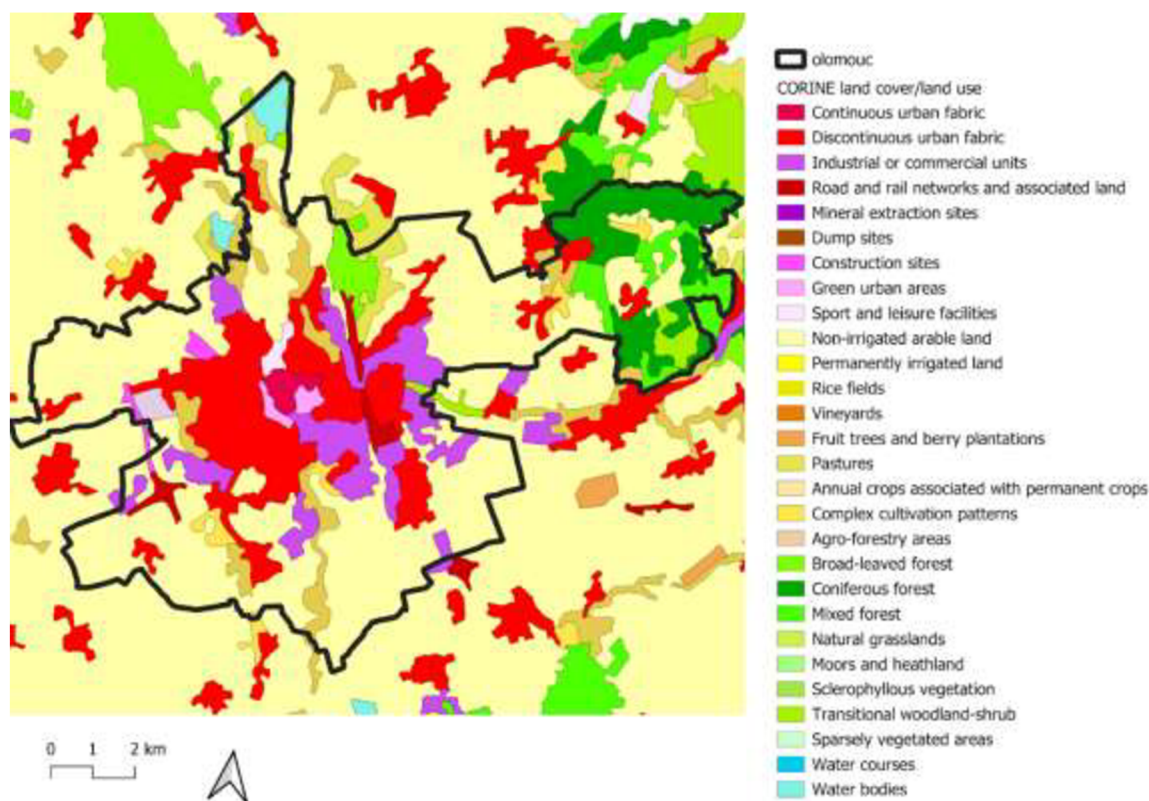 olomouc
CORINE land cover/land use
Continuous urban fabric
Discontinuous urban fabric
Industrial or commercial units
Road and rail networks and associated land
Mineral extraction sites
Dump sites
Construction sites
Green urban areas
Sport and leisure facilities
Non-irrigated arable land
Permanently irrigated land
Rice fields
Vineyards
Fruit trees and berry plantations
Pastures
Annual crops associated with permanent crops
Complex cultivation patterns
Agro-forestry areas
Broad-leaved forest
Coniferous forest
Mixed forest
Natural grasslands
Moors and heathland
Sclerophyllous vegetation
Transitional woodland-shrub
Sparsely vegetated areas
Water courses
Water bodies
0 1 2 km